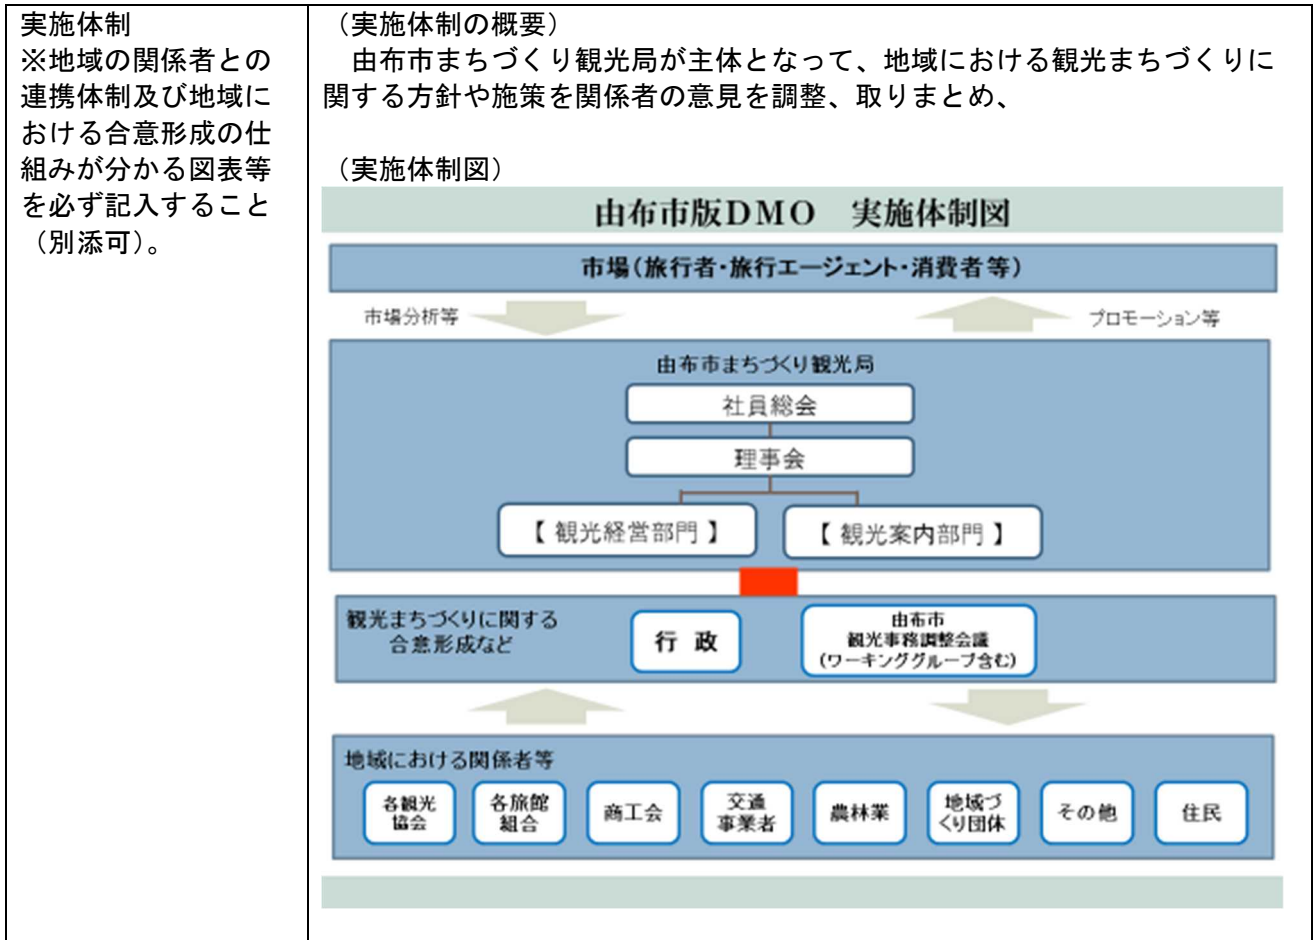 実施体制
※地域の関係者との
連携体制及び地域に
おける合意形成の仕
組みが分かる図表等
を必ず記入すること
（別添可）。
（実施体制の概要）
由布市まちづくり観光局が主体となって、地域における観光まちづくりに
関する方針や施策を関係者の意見を調整、取りまとめ、
（実施体制図）
由布市版DMO　実施体制図
市場(旅行者・旅行エージェント・消費者等)
市場分析等
プロモーション等
由布市まちづくり観光局
社員総会
理事会
【 観光経営部門 】
【 観光案内部門 】
観光まちづくりに関する
合意形成など
行 政
由布市
観光事務調整会議
(ワーキンググループ含む)
地域における関係者等
各観光
協会
各旅館
組合
商工会
交通
事業者
農林業
地域づ
くり団体
その他
住民